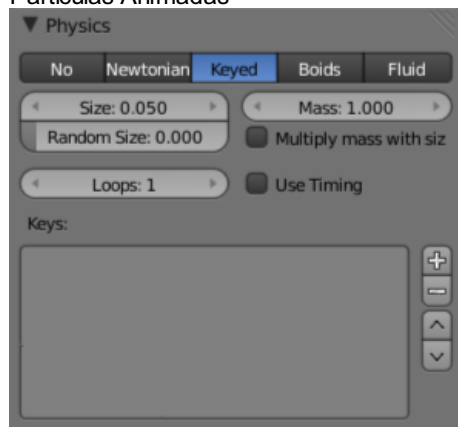 Partículas Animadas
Physics
No Newtonian Keyed Boids Fluid
Size: 0.050 Mass: 1.000
Random Size: 0.000 Multiply mass with siz
Loops: 1 Use Timing
Keys: